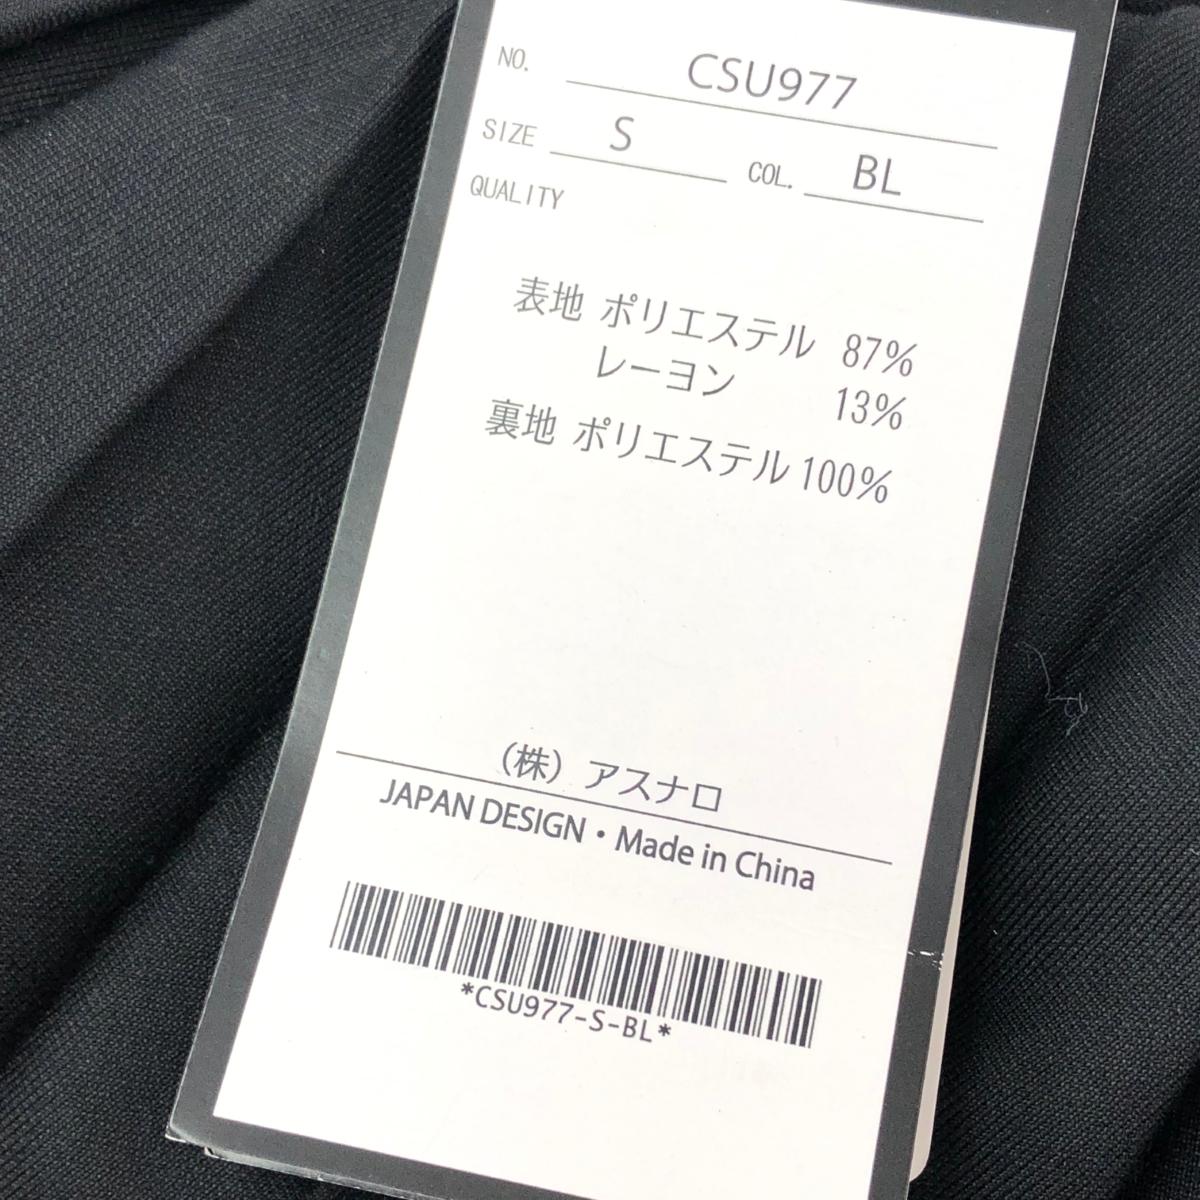 NO. CSU977
SIZE S COL. BL
QUALITY
表地 ポリエステル 87%
レーヨン 13%
裏地 ポリエステル 100%
(株) アスナロ
JAPAN DESIGN・Made in China
*CSU977-S-BL*